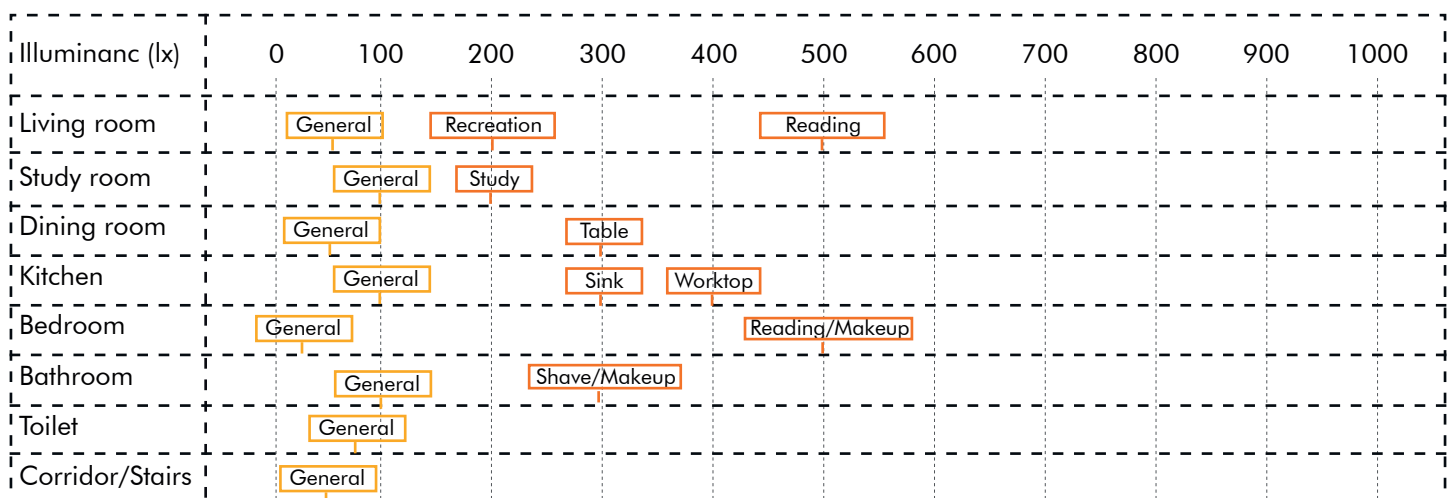 Illuminanc (lx) 0 100 200 300 400 500 600 700 800 900 1000
Living room General Recreation Reading
Study room General Study
Dining room General Table
Kitchen General Sink Worktop
Bedroom General Reading/Makeup
Bathroom General Shave/Makeup
Toilet General
Corridor/Stairs General